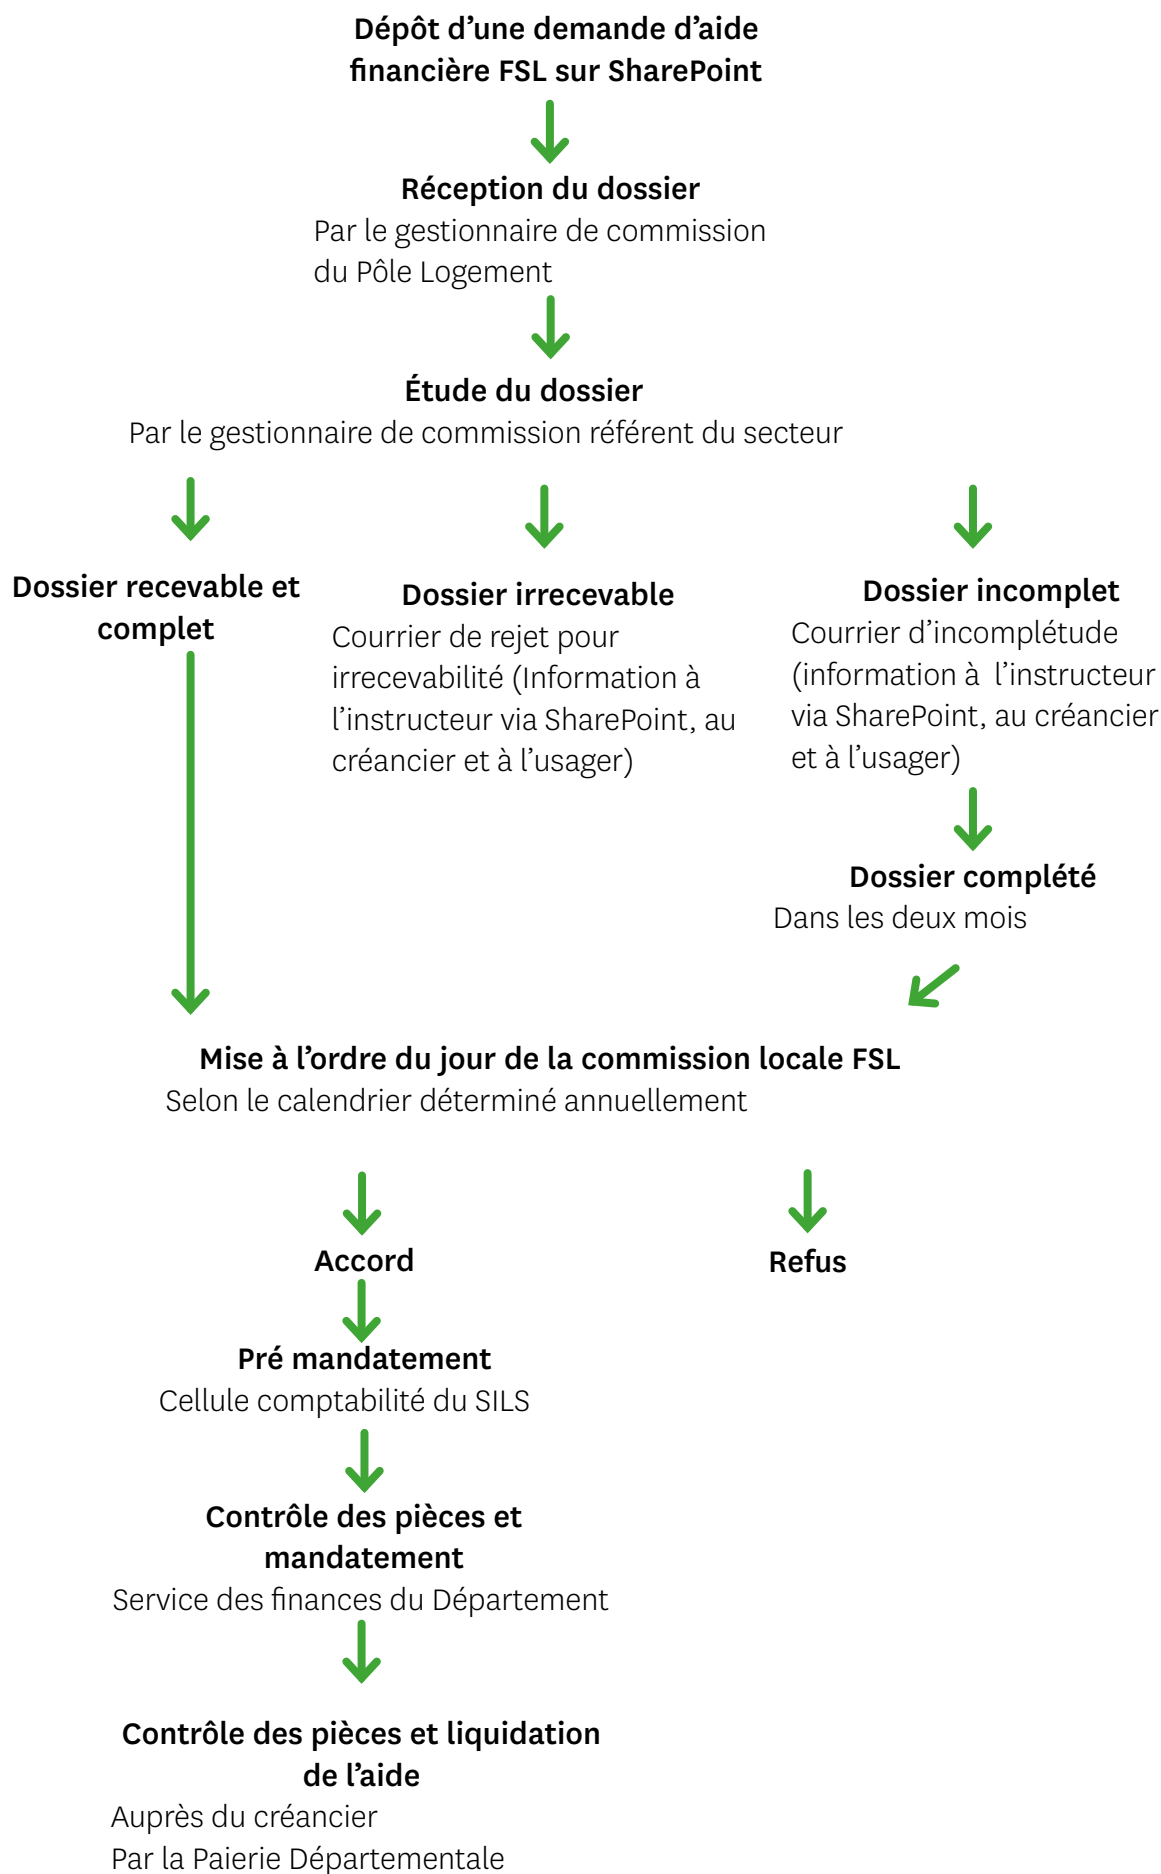 Dépôt d’une demande d’aide
financière FSL sur SharePoint
Réception du dossier
Par le gestionnaire de commission
du Pôle Logement
Étude du dossier
Par le gestionnaire de commission référent du secteur
Dossier recevable et
complet
Dossier irrecevable
Courrier de rejet pour
irrecevabilité (Information à
l’instructeur via SharePoint, au
créancier et à l’usager)
Dossier incomplet
Courrier d’incomplétude
(information à l’instructeur
via SharePoint, au créancier
et à l’usager)
Dossier complété
Dans les deux mois
Mise à l’ordre du jour de la commission locale FSL
Selon le calendrier déterminé annuellement
Accord
Refus
Pré mandatement
Cellule comptabilité du SILS
Contrôle des pièces et
mandatement
Service des finances du Département
Contrôle des pièces et liquidation
de l’aide
Auprès du créancier
Par la Paierie Départementale